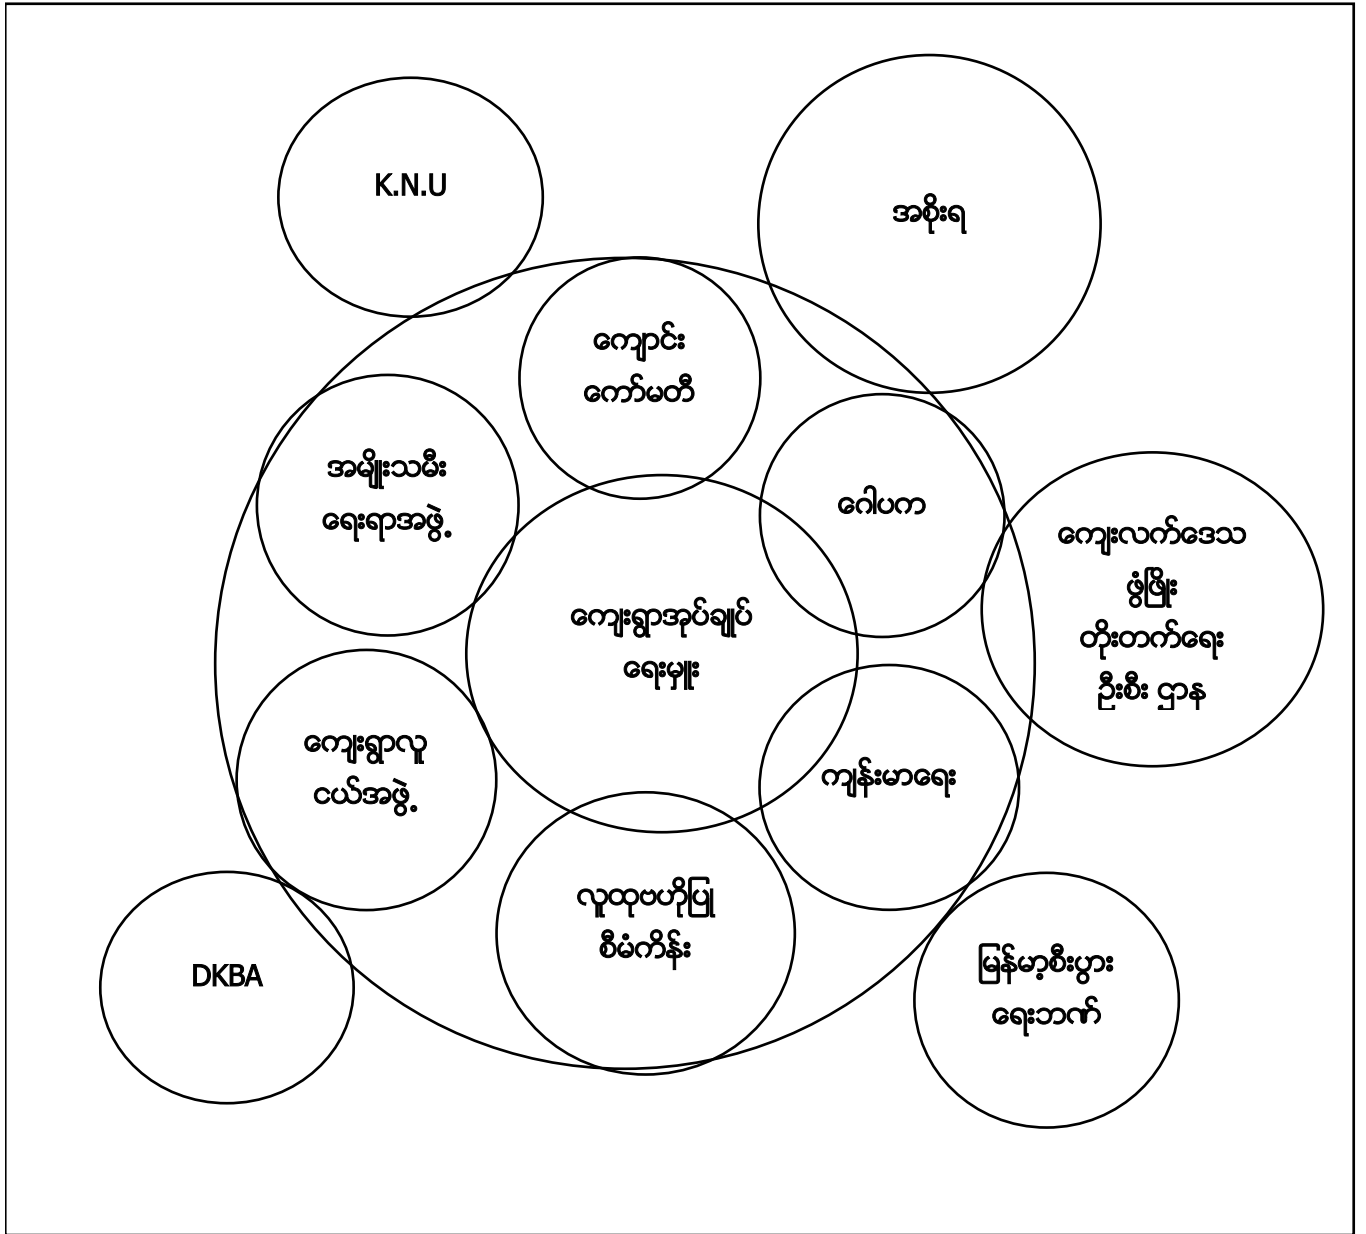 K.N.U
အစိုးရ
ကျောင်း
ကော်မတီ
အမျိုးသမီး
ရေးရာအဖွဲ့
ဂေါပက
ကျေးလက်ဒေသ
ဖွံဖြိုး
တိုးတက်ရေး
ဦးစီး ဌာန
ကျေးရွာအုပ်ချုပ်
ရေးမှူး
ကျေးရွာလူ
ငယ်အဖွဲ့
ကျန်းမာရေး
လူထုဗဟိုပြု
စီမံကိန်း
DKBA
မြန်မာ့စီးပွား
ရေးဘဏ်